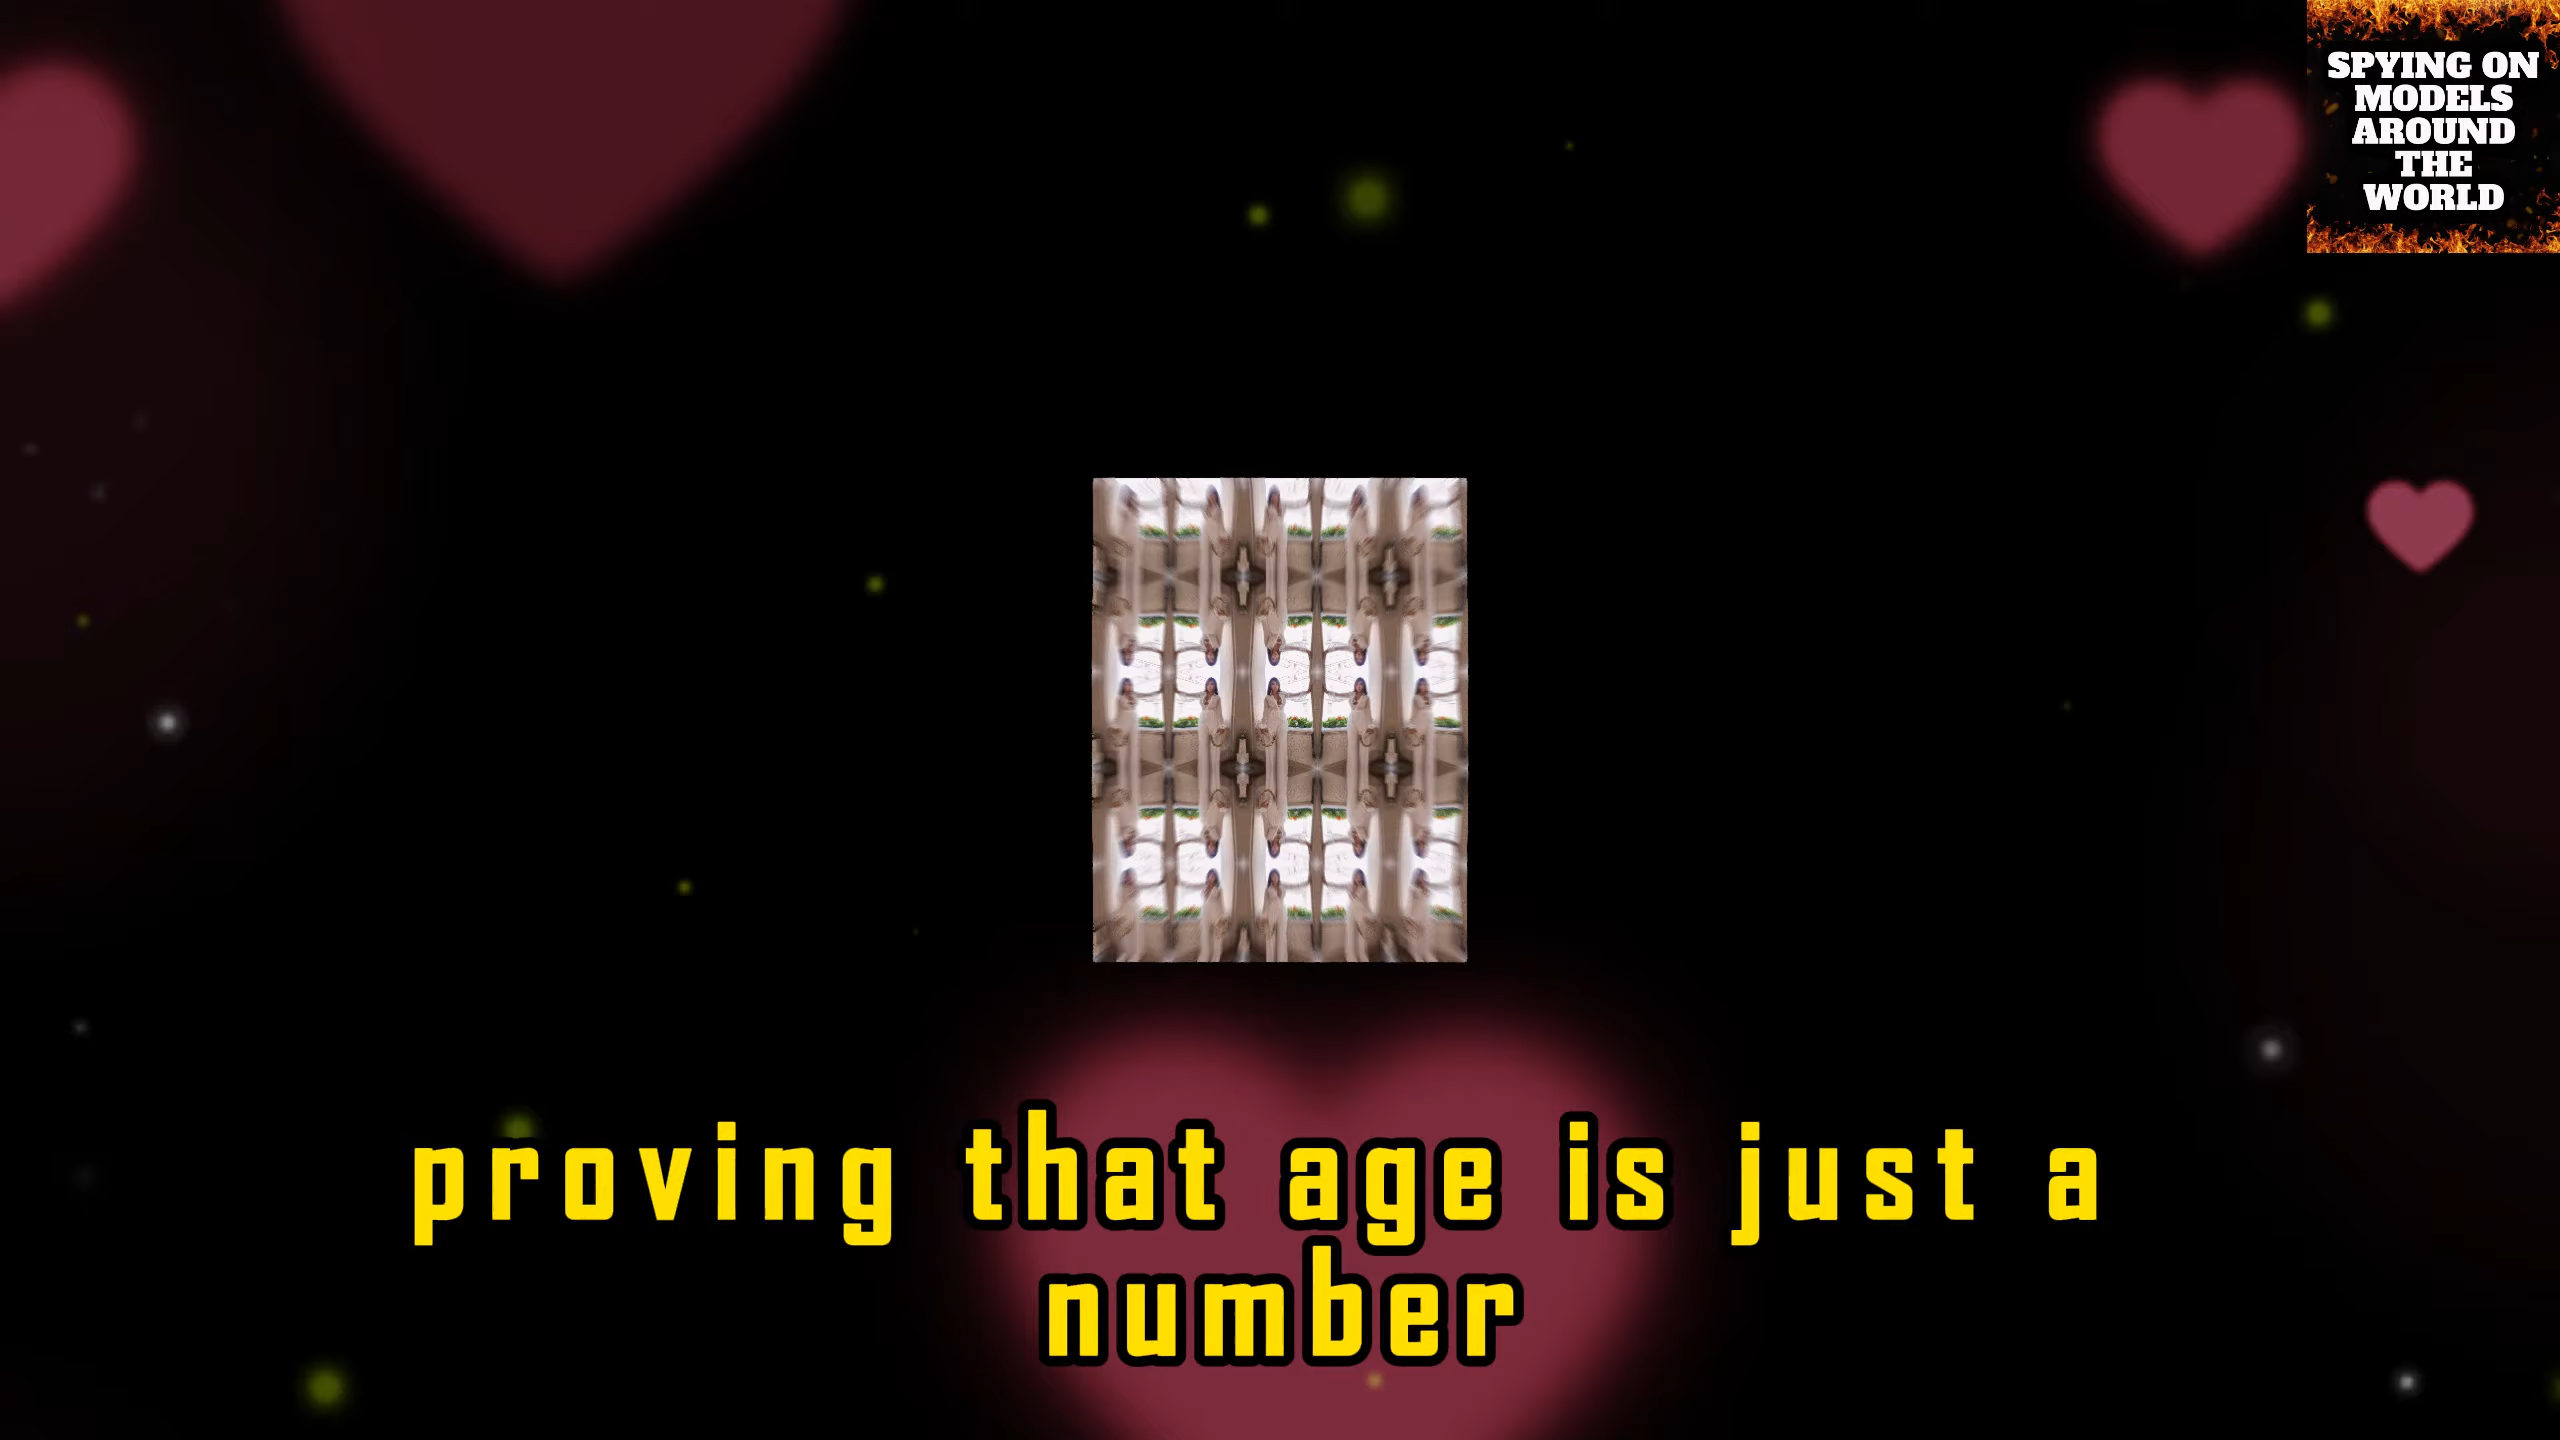 SPYING ON
MODELS
AROUND
THE
WORLD
proving that age is just a
number